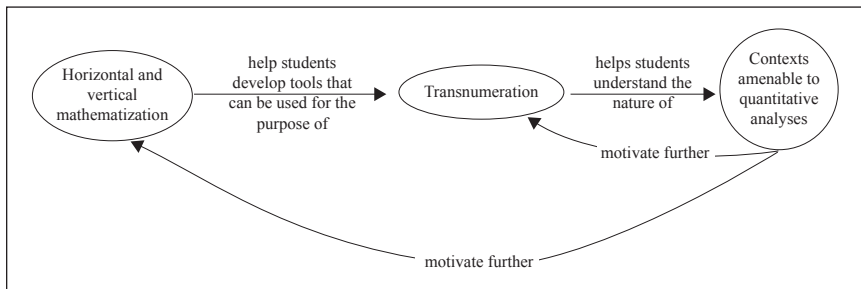 Horizontal and
vertical
mathematization
help students
develop tools that
can be used for the
purpose of
Transnumeration
helps students
understand the
nature of
Contexts
amenable to
quantitative
analyses
motivate further
motivate further